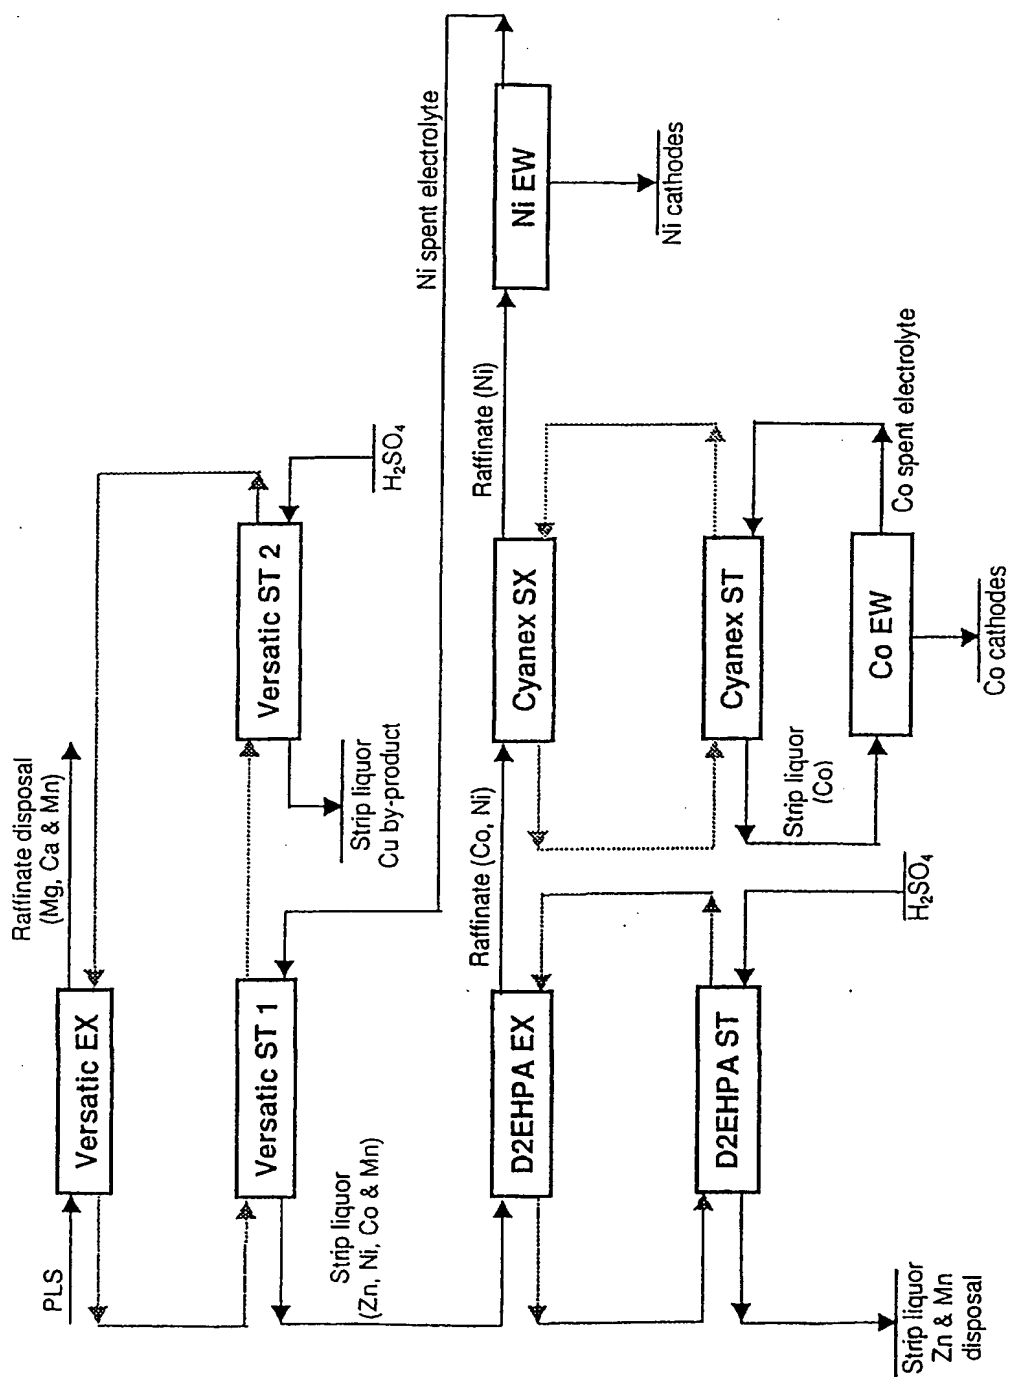 PLS
Versatic EX
Raffinate disposal
(Mg, Ca & Mn)
Versatic ST 1
Versatic ST 2
H₂SO₄
Strip liquor
Cu by-product
Strip liquor
(Zn, Ni, Co & Mn)
Ni spent electrolyte
D2EHPA EX
Raffinate (Co, Ni)
Cyanex SX
Raffinate (Ni)
Ni EW
Ni cathodes
D2EHPA ST
H₂SO₄
Strip liquor
Zn & Mn
disposal
Cyanex ST
Strip liquor
(Co)
Co EW
Co spent electrolyte
Co cathodes